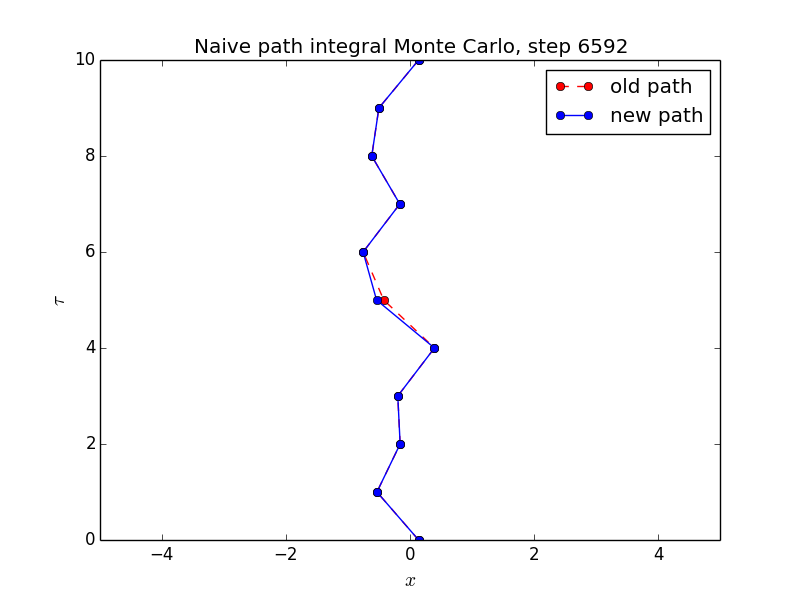 Naive path integral Monte Carlo, step 6592
old path
new path
10
8
6
4
2
0
τ
−4 −2 0 2 4
x